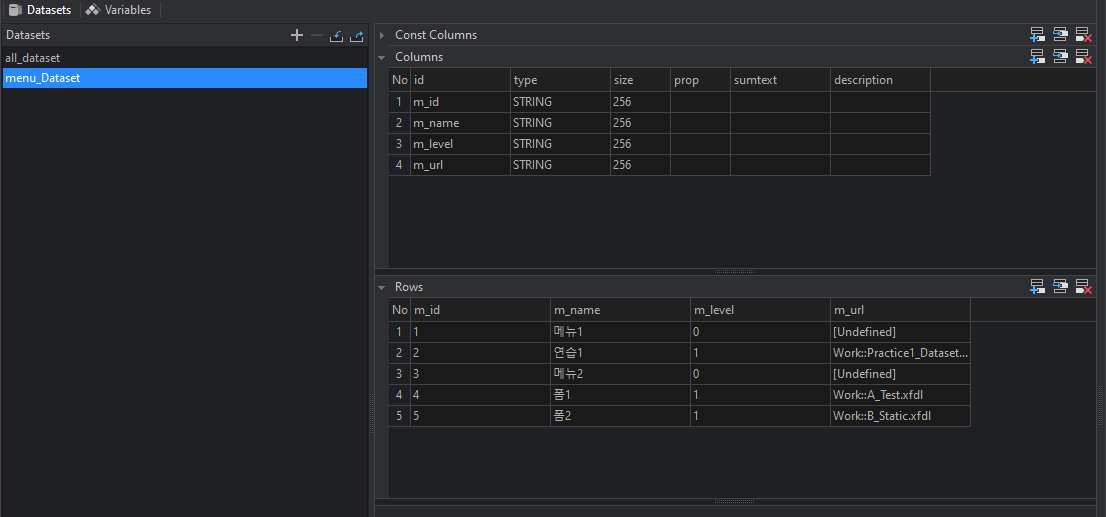 Datasets Variables
Datasets
all_dataset
menu_Dataset
Const Columns
Columns
No id type size prop sumtext description
1 m_id STRING 256
2 m_name STRING 256
3 m_level STRING 256
4 m_url STRING 256
Rows
No m_id m_name m_level m_url
1 1 메뉴1 0 [Undefined]
2 2 연습1 1 Work::Practice1_Dataset...
3 3 메뉴2 0 [Undefined]
4 4 폼1 1 Work::A_Test.xfdl
5 5 폼2 1 Work::B_Static.xfdl